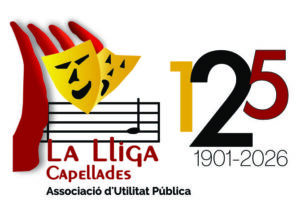 La Lliga
Capellades
Associació d'Utilitat Pública
125
1901-2026